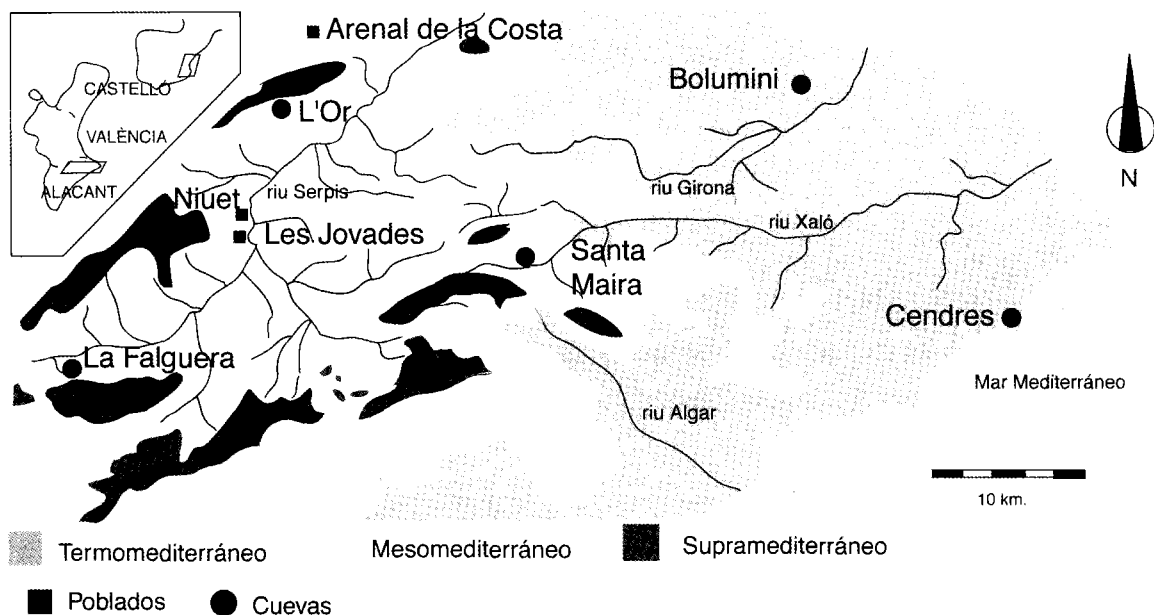 Arenal de la Costa
CASTELLÓ
Bolumini
L'Or
VALÈNCIA
ALACANT
riu Serpis
riu Girona
N
Niuet
Les Jovades
riu Xaló
Santa
Maira
Cendres
La Falguera
Mar Mediterráneo
riu Algar
10 km.
Termomediterráneo
Mesomediterráneo
Supramediterráneo
Poblados
Cuevas